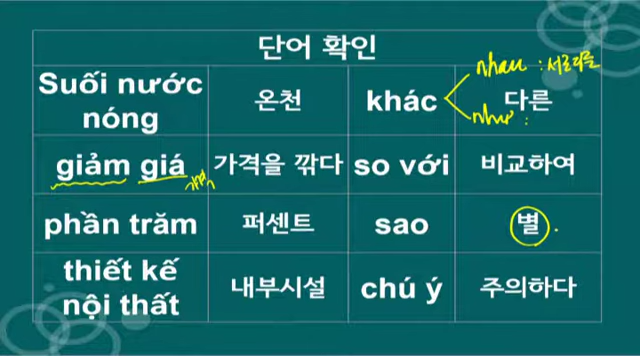 단어 확인
Suối nước
nóng
온천
khác
nhau : 서로 다름
như :
다른
giảm giá
가격을 깎다
so với
비교하여
phần trăm
퍼센트
sao
별
thiết kế
nội thất
내부시설
chú ý
주의하다